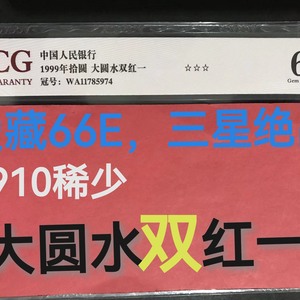 CG
中国人民银行
ARRANTY
1999年拾圆 大圆水双红一
☆☆☆
冠号：WA11785974
6
Gem
藏66E，三星绝
910稀少
大圆水双红一